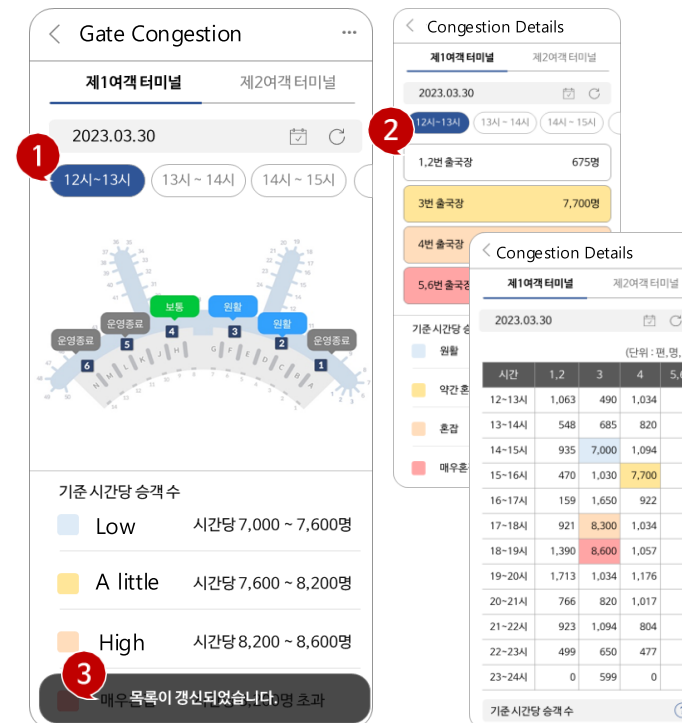 Gate Congestion
제1여객 터미널 제2여객 터미널
2023.03.30
1
12시~13시 13시 ~ 14시 14시 ~ 15시
보통 원활
운영종료 원활
운영종료 운영종료
6 5 4 3 2 1
N M L K J H G F E D C B A
기준 시간당 승객 수
Low 시간당 7,000 ~ 7,600명
A little 시간당 7,600 ~ 8,200명
High 시간당 8,200 ~ 8,600명
3
목록이 갱신되었습니다.
Congestion Details
제1여객 터미널 제2여객 터미널
2023.03.30
2
12시~13시 13시 ~ 14시 14시 ~ 15시
1,2번 출국장 675명
3번 출국장 7,700명
4번 출국장
5,6번 출국장
기준 시간당 승
원활
약간 혼
혼잡
매우혼
Congestion Details
제1여객 터미널 제2여객 터미널
2023.03.30
(단위 : 편,명,
시간 1,2 3 4 5,6
12~13시 1,063 490 1,034
13~14시 548 685 820
14~15시 935 7,000 1,094
15~16시 470 1,030 7,700
16~17시 159 1,650 922
17~18시 921 8,300 1,034
18~19시 1,390 8,600 1,057
19~20시 1,713 1,034 1,176
20~21시 766 820 1,017
21~22시 923 1,094 804
22~23시 499 650 477
23~24시 0 599 0
기준 시간당 승객 수